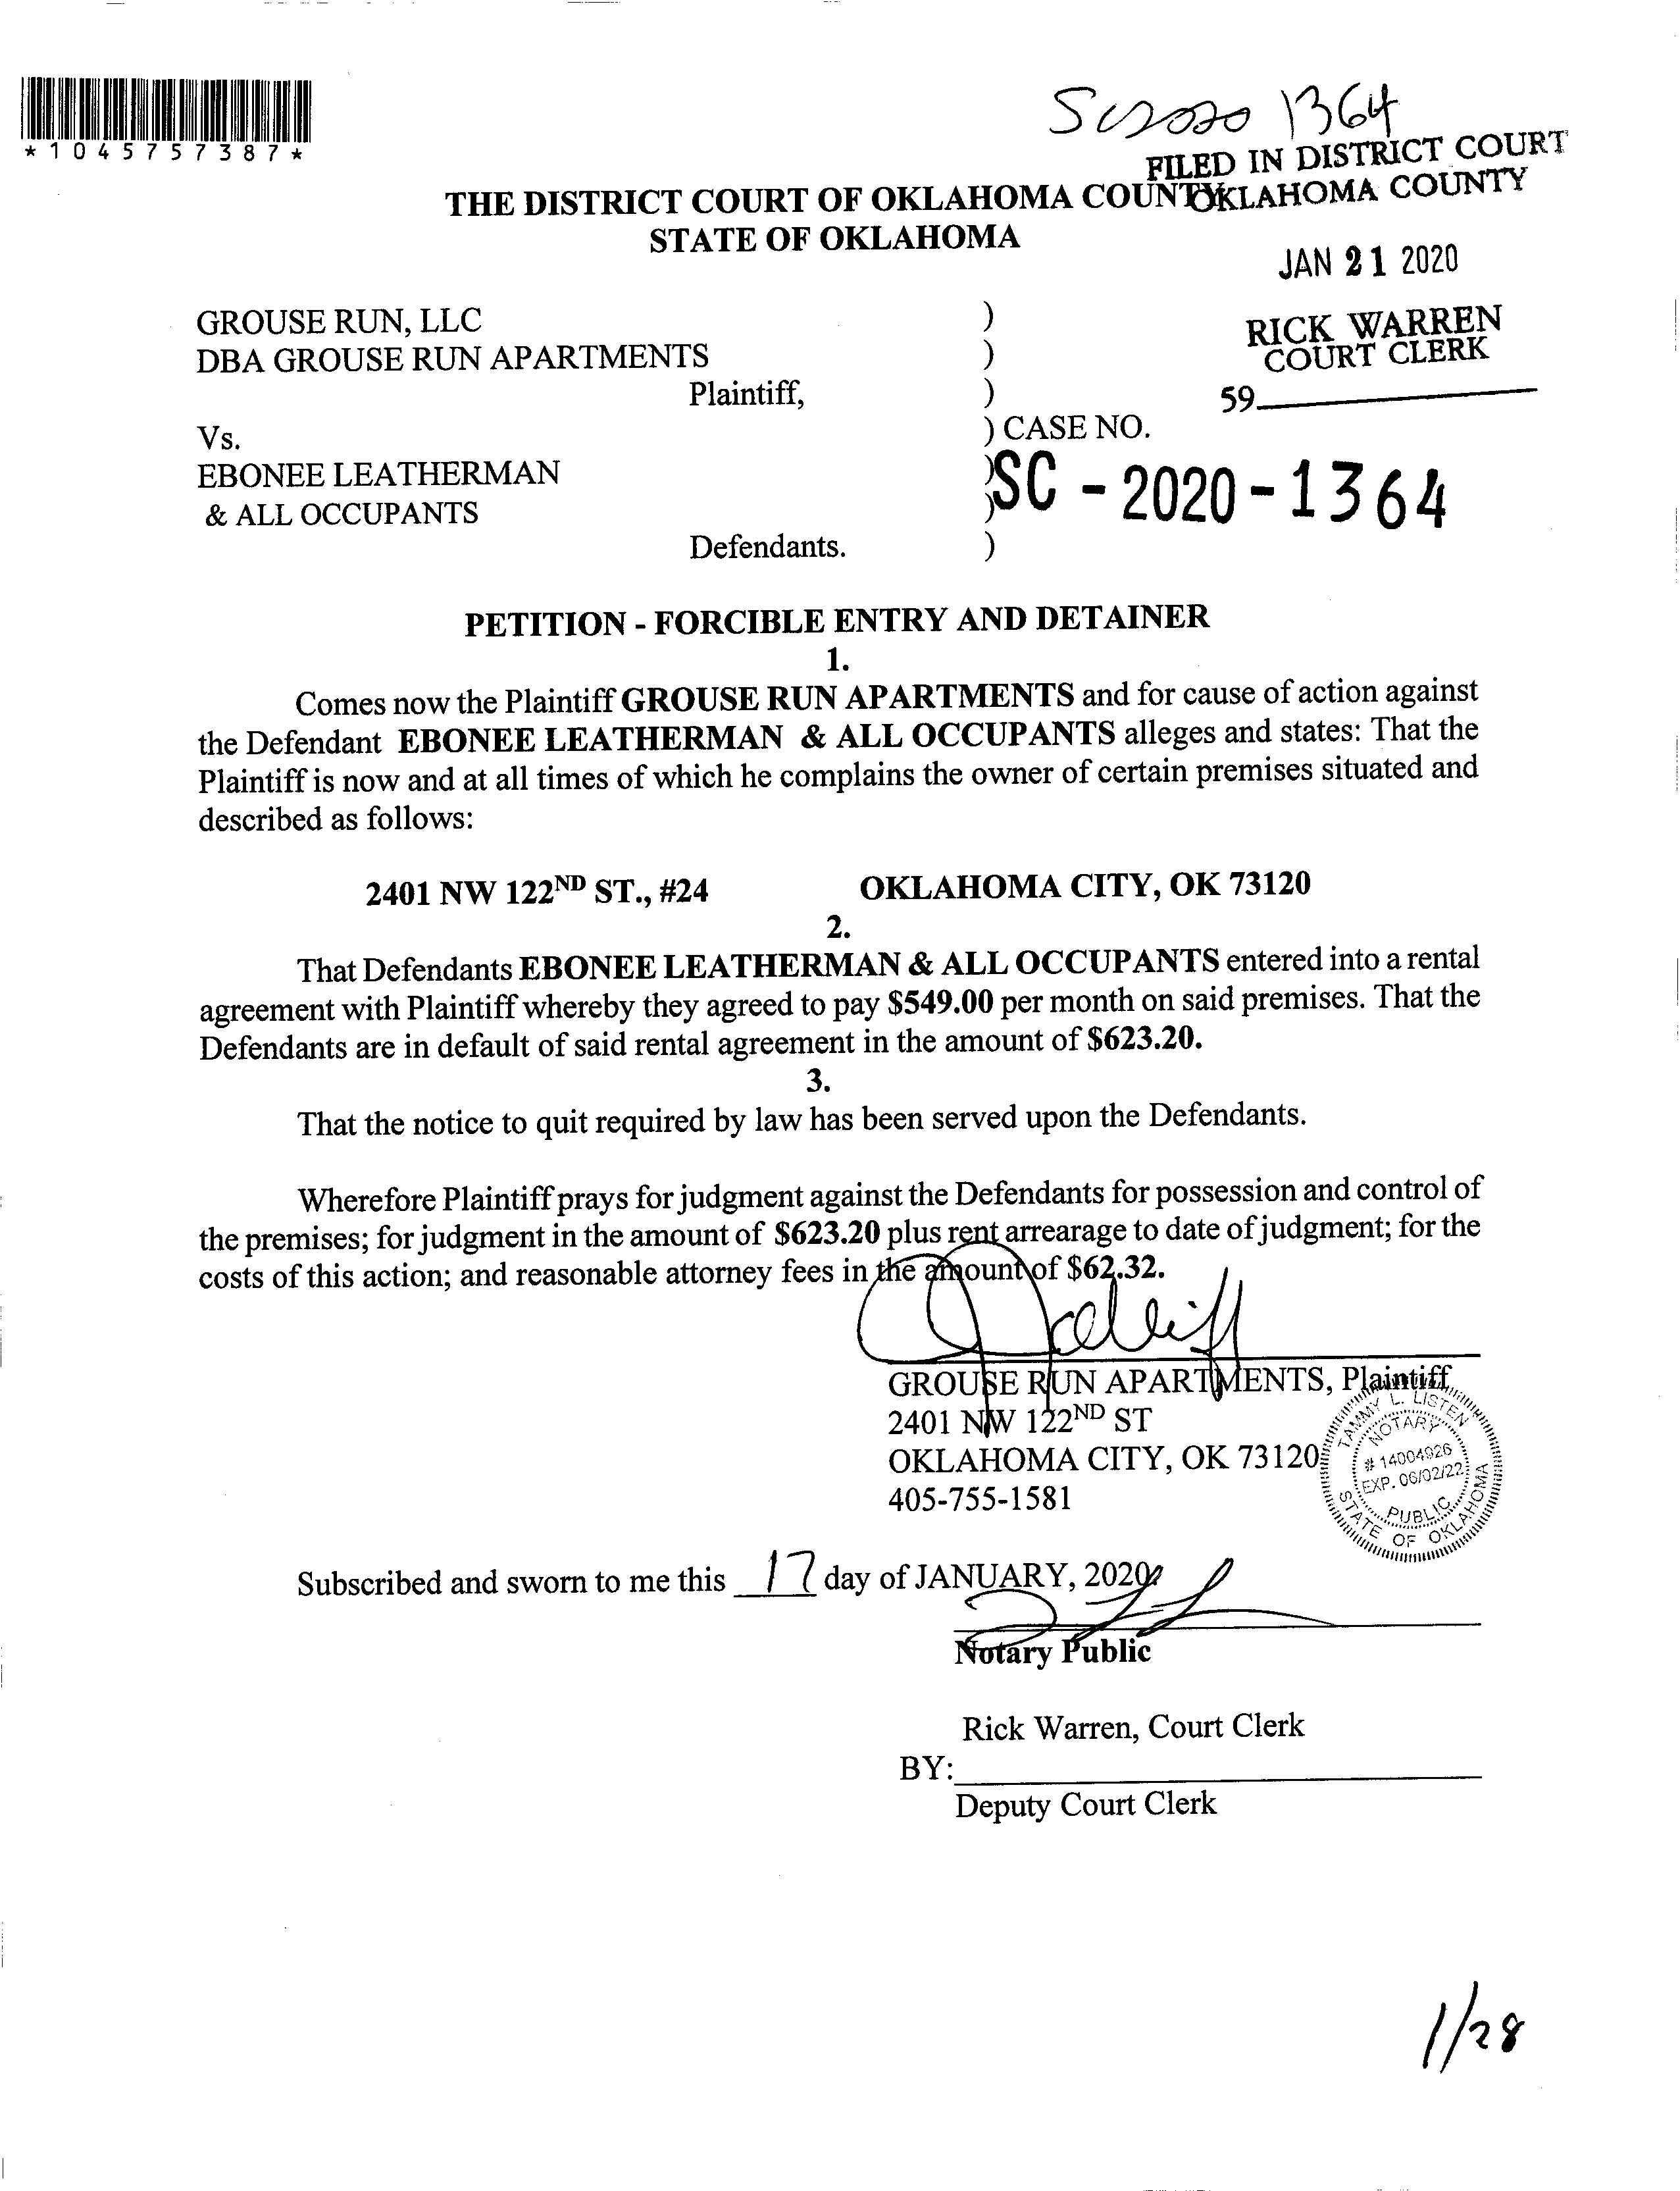 *1045757387*
SC2020 1364
FILED IN DISTRICT COURT
OKLAHOMA COUNTY
THE DISTRICT COURT OF OKLAHOMA COUNTY
STATE OF OKLAHOMA
JAN 21 2020
RICK WARREN
COURT CLERK
59
GROUSE RUN, LLC )
DBA GROUSE RUN APARTMENTS )
Plaintiff, )
Vs. ) CASE NO.
EBONEE LEATHERMAN ) SC - 2020 - 1364
& ALL OCCUPANTS )
Defendants. )
PETITION - FORCIBLE ENTRY AND DETAINER
1.
Comes now the Plaintiff GROUSE RUN APARTMENTS and for cause of action against
the Defendant EBONEE LEATHERMAN & ALL OCCUPANTS alleges and states: That the
Plaintiff is now and at all times of which he complains the owner of certain premises situated and
described as follows:
2401 NW 122ND ST., #24 OKLAHOMA CITY, OK 73120
2.
That Defendants EBONEE LEATHERMAN & ALL OCCUPANTS entered into a rental
agreement with Plaintiff whereby they agreed to pay $549.00 per month on said premises. That the
Defendants are in default of said rental agreement in the amount of $623.20.
3.
That the notice to quit required by law has been served upon the Defendants.
Wherefore Plaintiff prays for judgment against the Defendants for possession and control of
the premises; for judgment in the amount of $623.20 plus rent arrearage to date of judgment; for the
costs of this action; and reasonable attorney fees in the amount of $62.32.
GROUSE RUN APARTMENTS, Plaintiff
2401 NW 122ND ST
OKLAHOMA CITY, OK 73120
405-755-1581
TAMMY L. LISTEN
NOTARY
# 14004926
EXP. 06/02/22
PUBLIC
STATE OF OKLAHOMA
Subscribed and sworn to me this 17 day of JANUARY, 2020
Notary Public
Rick Warren, Court Clerk
BY:
Deputy Court Clerk
1/28